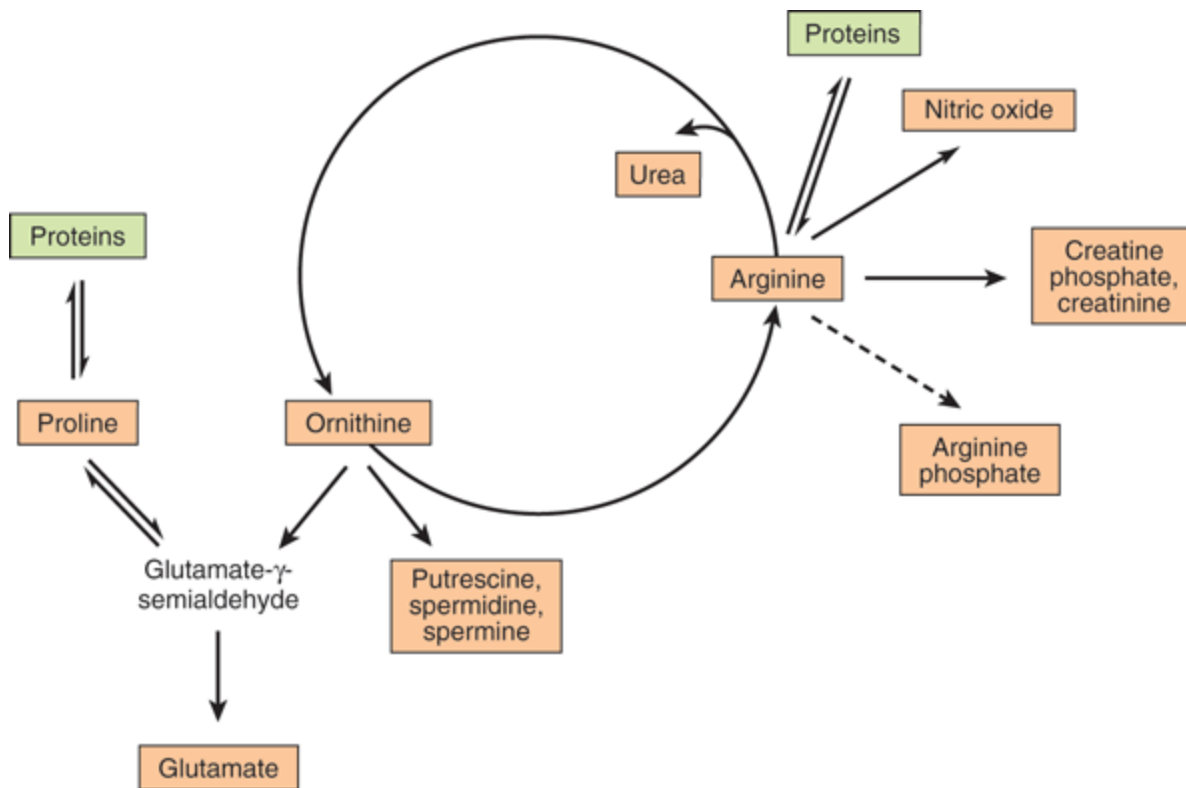 Proteins
Nitric oxide
Urea
Proteins
Creatine
phosphate,
creatinine
Arginine
Proline
Ornithine
Arginine
phosphate
Glutamate-γ-
semialdehyde
Putrescine,
spermidine,
spermine
Glutamate